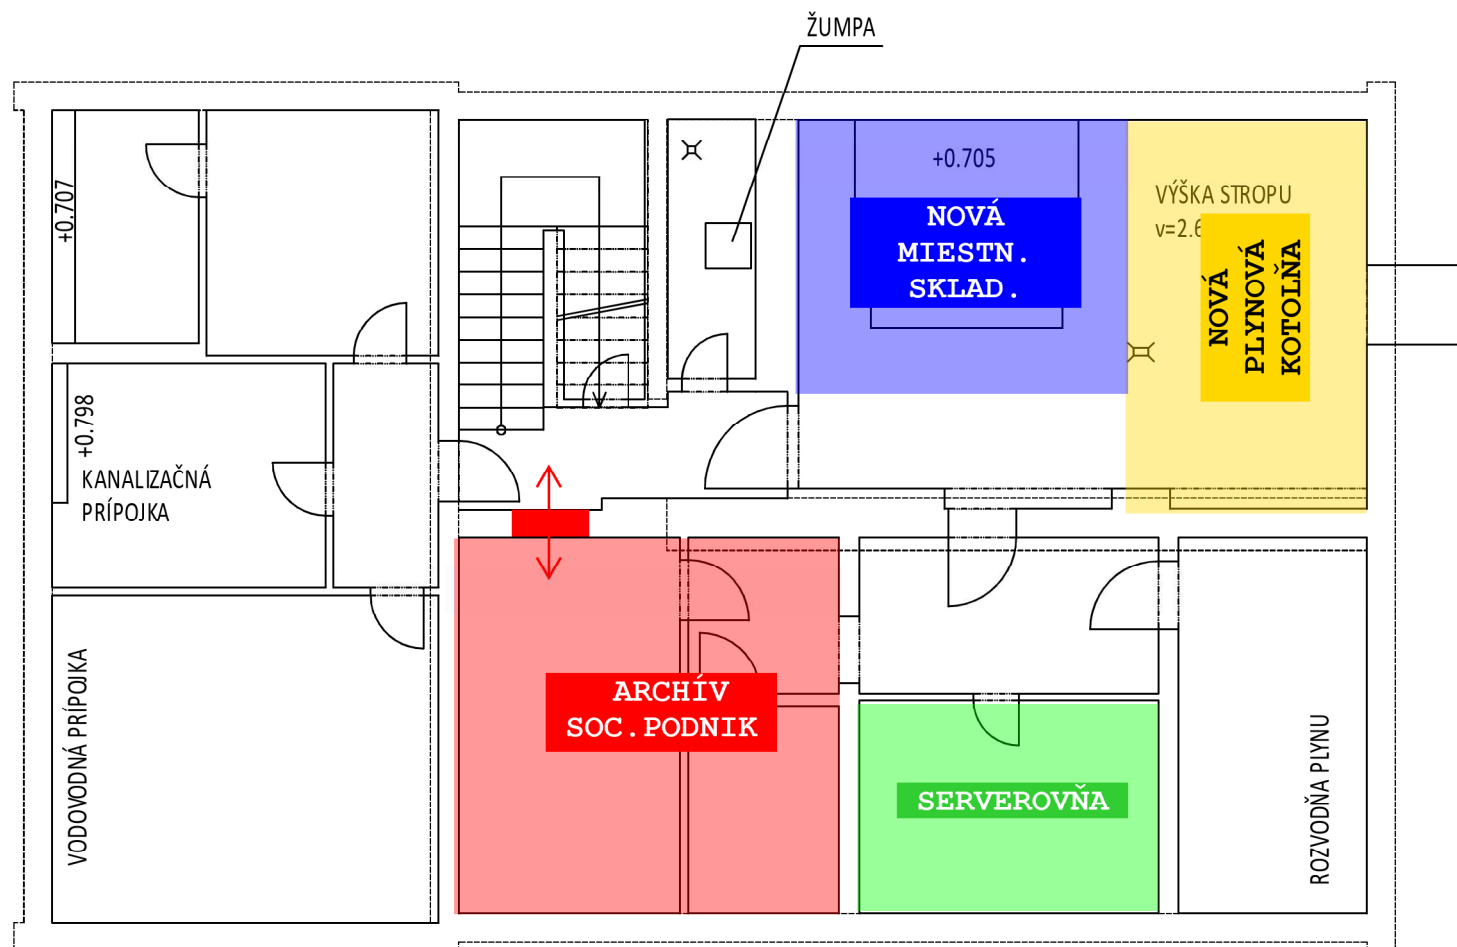 ŽUMPA
+0.707
+0.705
NOVÁ
MIESTN.
SKLAD.
VÝŠKA STROPU
v=2.6
NOVÁ
PLYNOVÁ
KOTOLŇA
+0.798
KANALIZAČNÁ
PRÍPOJKA
VODOVODNÁ PRÍPOJKA
ARCHÍV
SOC.PODNIK
SERVEROVŇA
ROZVODŇA PLYNU